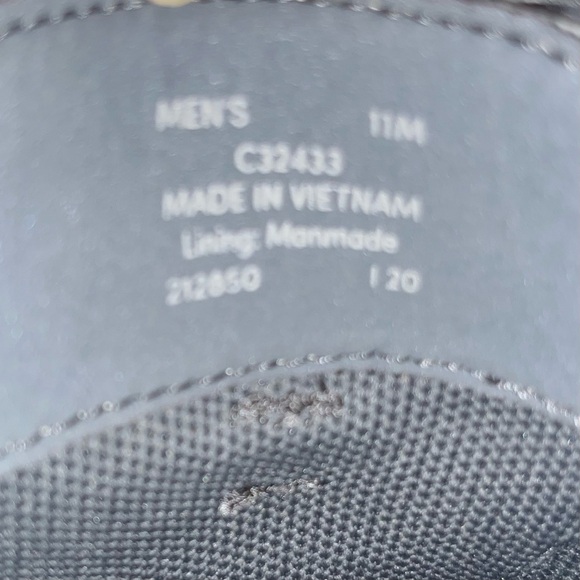 MEN'S 11M
C32433
MADE IN VIETNAM
Lining: Manmade
212850 1 20